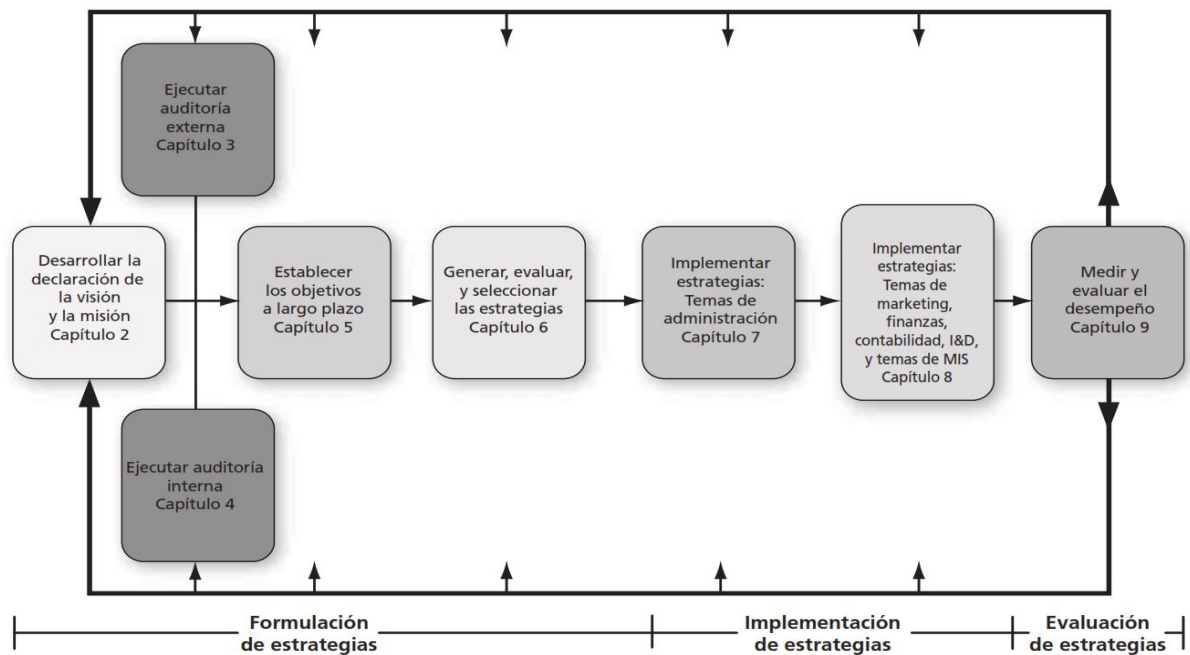 Ejecutar
auditoría
externa
Capítulo 3
Desarrollar la
declaración de
la visión
y la misión
Capítulo 2
Establecer
los objetivos
a largo plazo
Capítulo 5
Generar, evaluar,
y seleccionar
las estrategias
Capítulo 6
Implementar
estrategias:
Temas de
administración
Capítulo 7
Implementar
estrategias:
Temas de
marketing,
finanzas,
contabilidad, I&D,
y temas de MIS
Capítulo 8
Medir y
evaluar el
desempeño
Capítulo 9
Ejecutar auditoría
interna
Capítulo 4
Formulación
de estrategias
Implementación
de estrategias
Evaluación
de estrategias